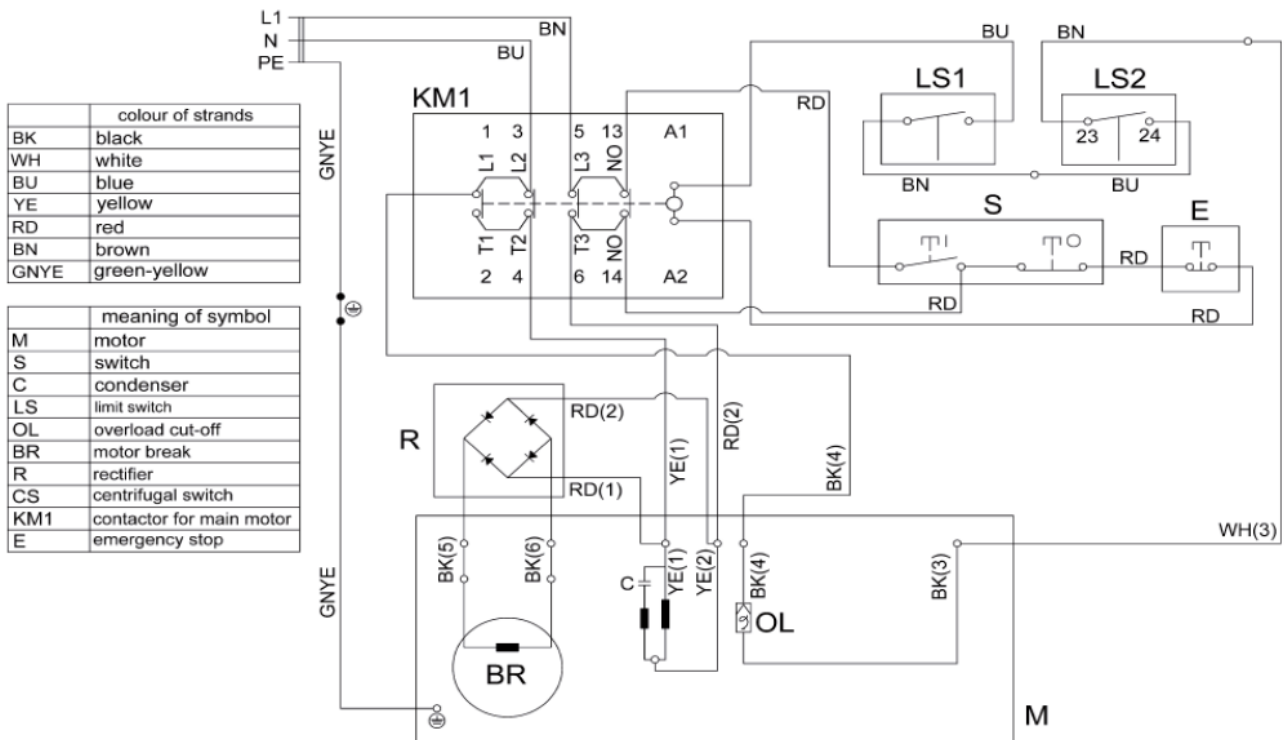 L1
N
PE
BN
BU
BU
BN
LS1
LS2
KM1
RD
1 3 5 13 A1
L1 L2 L3 NO
23 24
BN
BU
colour of strands
BK black
WH white
BU blue
YE yellow
RD red
BN brown
GNYE green-yellow
GNYE
S
E
I
O
RD
T1 T2 T3 NO
2 4 6 14 A2
RD
RD
meaning of symbol
M motor
S switch
C condenser
LS limit switch
OL overload cut-off
BR motor break
R rectifier
CS centrifugal switch
KM1 contactor for main motor
E emergency stop
R
RD(2)
RD(1)
YE(1)
RD(2)
BK(4)
WH(3)
GNYE
BK(5)
BK(6)
C
YE(1)
YE(2)
BK(4)
BK(3)
OL
BR
M